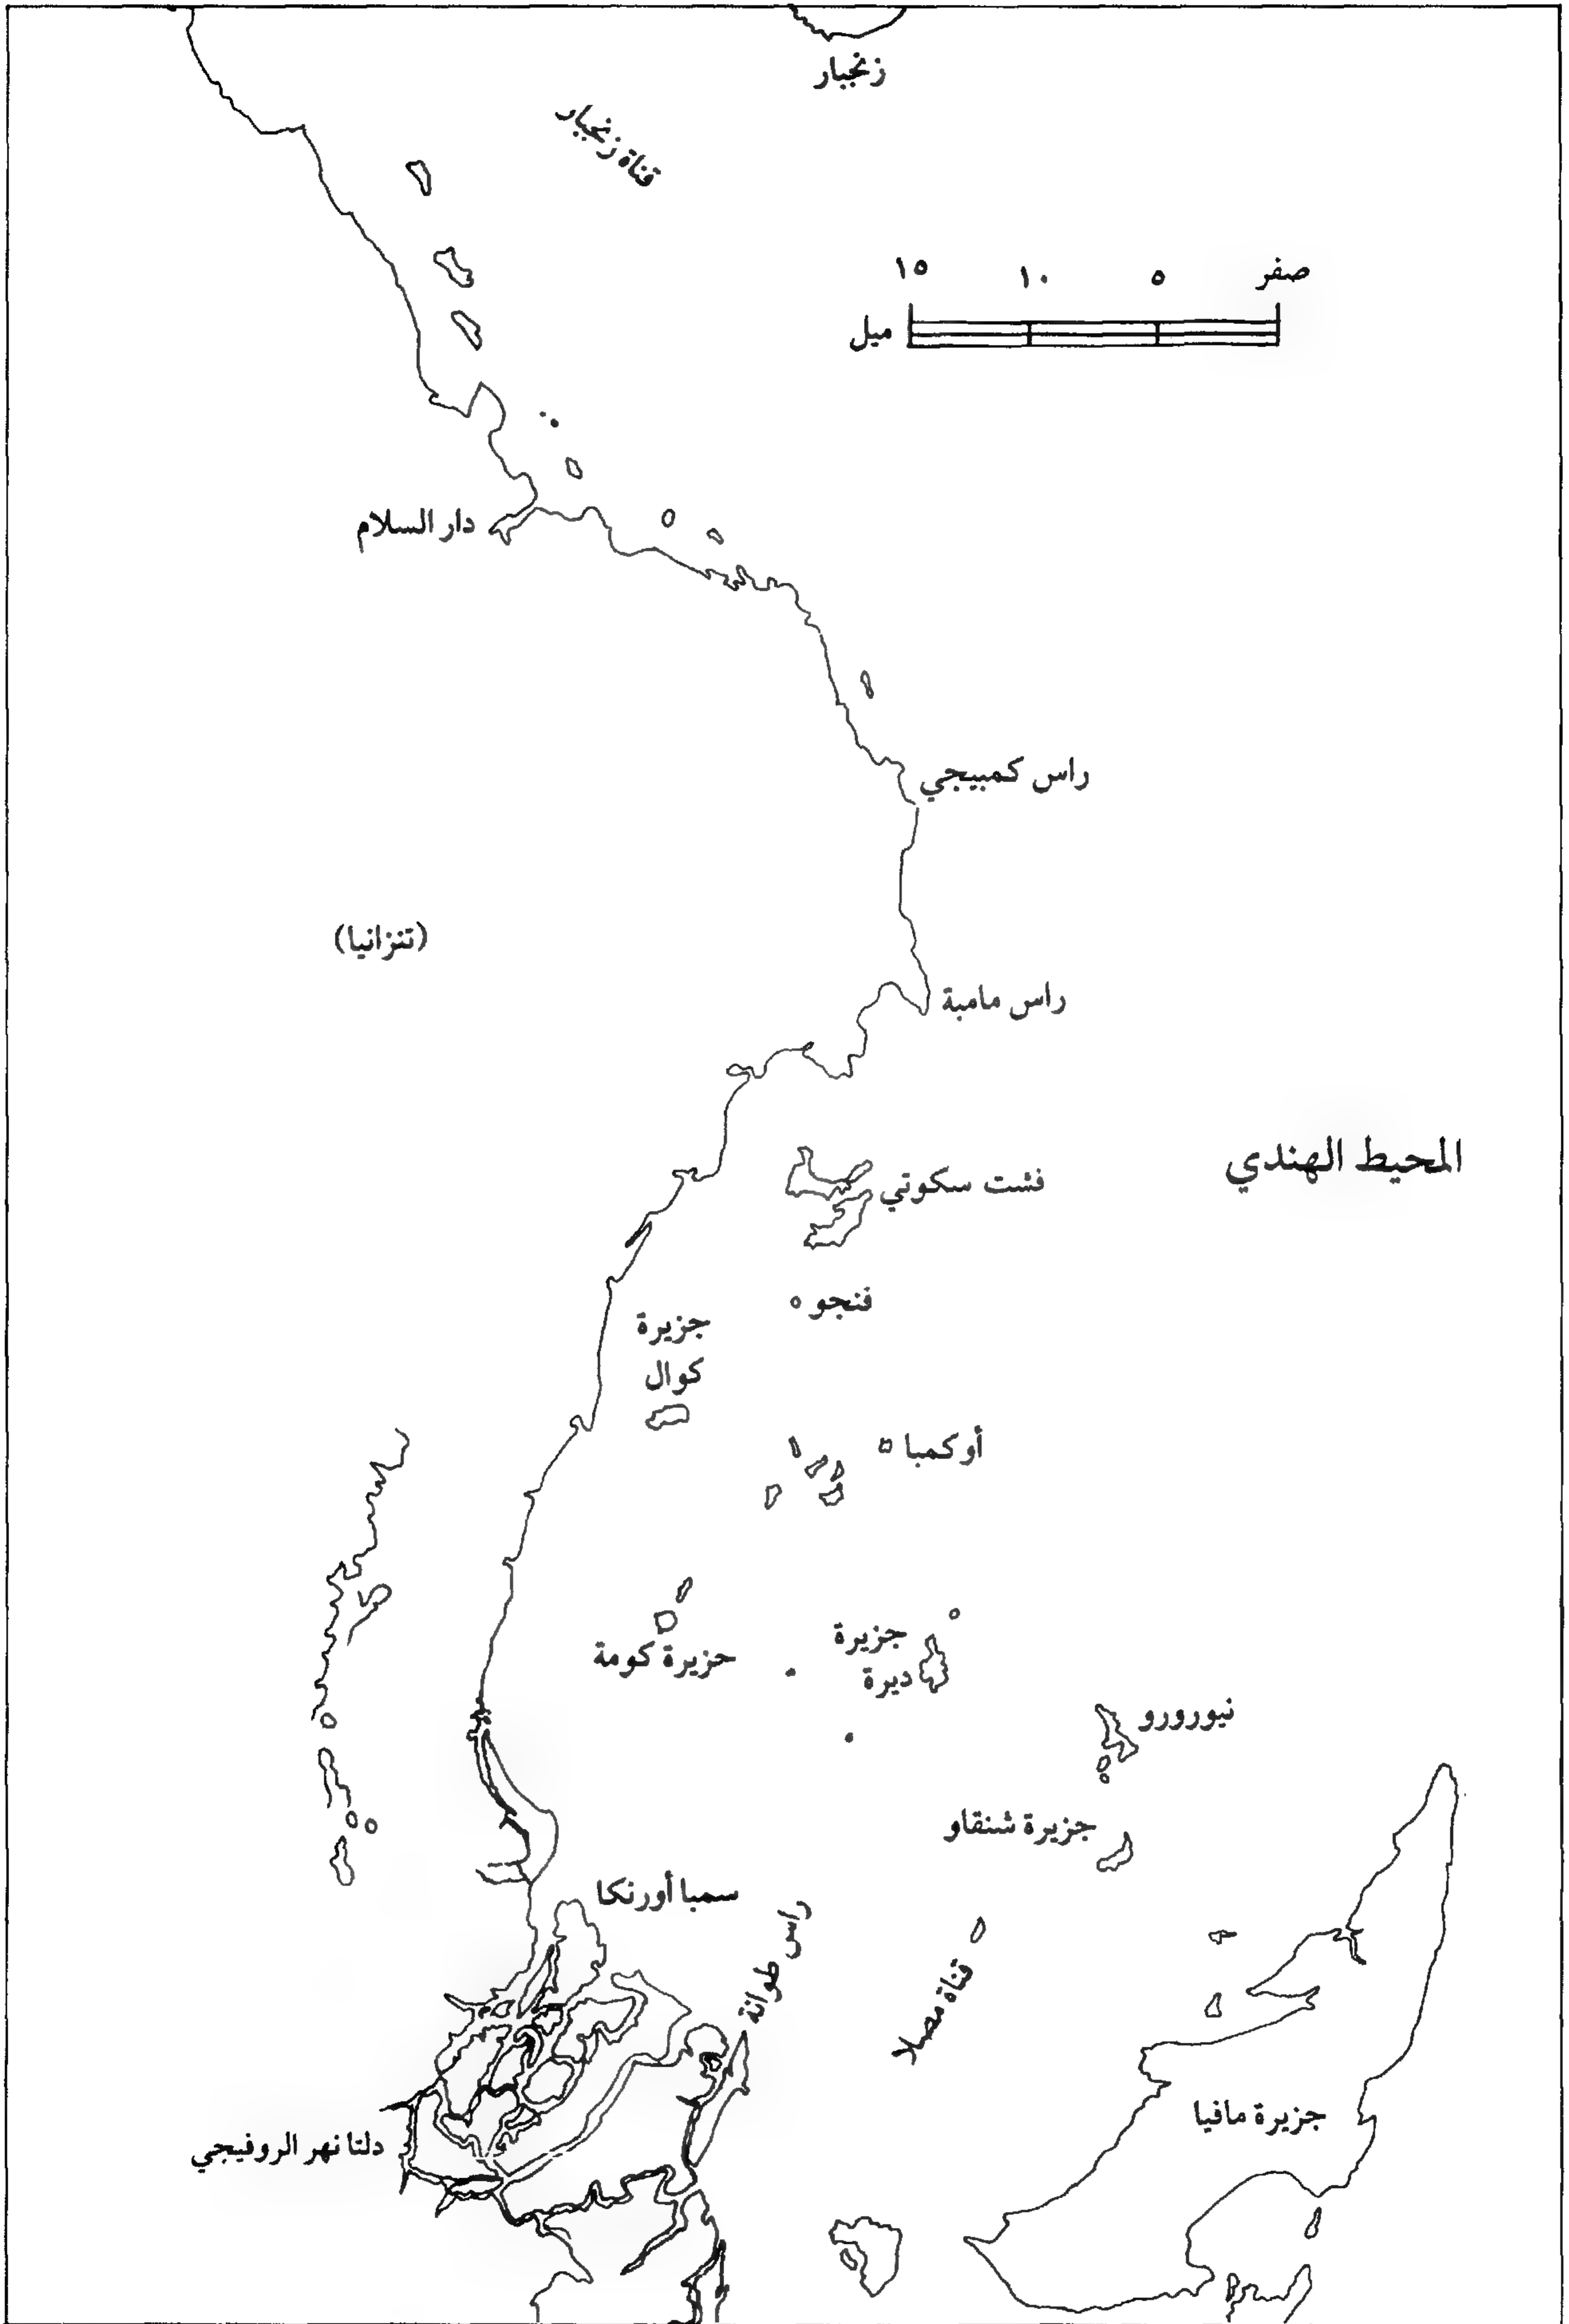 زنجبار
قناة زنجبار
صفر ٥ ١٠ ١٥
ميل
دار السلام
راس كمبيجي
(تنزانيا)
راس مامبة
المحيط الهندي
فشت سكوتي
فنجو
جزيرة
كوال
أوكمبا
جزيرة
ديرة
حزيرة كومة
نيورورو
جزيرة شنقاو
سمبا أورنكا
راس طوانة
قناة مصلا
جزيرة مافيا
دلتا نهر الروفيجي